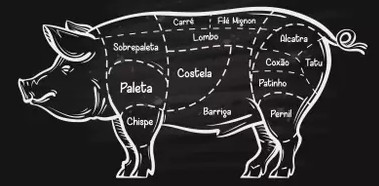 Carré
Filé Mignon
Lombo
Alcatra
Sobrepaleta
Coxão
Tatu
Costela
Patinho
Paleta
Barriga
Pernil
Chispe